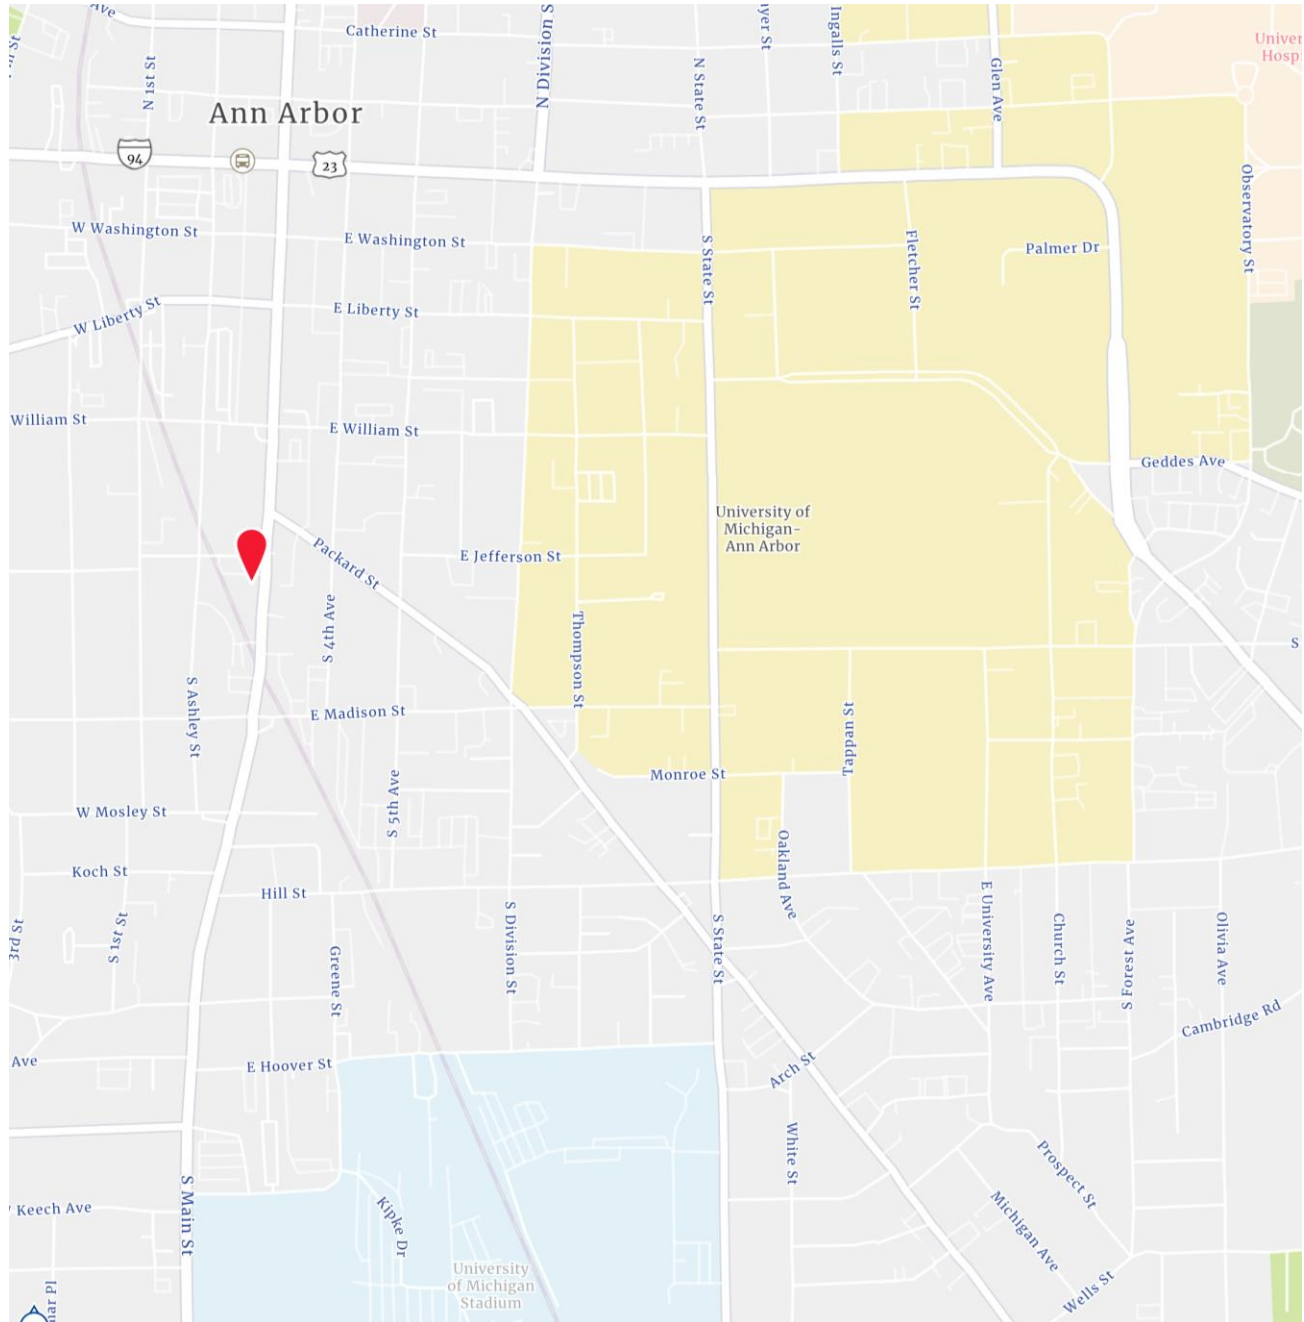 Ave
Catherine St
N Division S
Ingalls St
Univer
Hospi
N 1st St
N State St
Glen Ave
Ann Arbor
94
23
Observatory St
W Washington St
E Washington St
S State St
Fletcher St
Palmer Dr
W Liberty St
E Liberty St
William St
E William St
Geddes Ave
University of
Michigan-
Ann Arbor
Packard St
E Jefferson St
S 4th Ave
Thompson St
S
S Ashley St
E Madison St
Tappan St
Monroe St
W Mosley St
S 5th Ave
Oakland Ave
Koch St
Hill St
3rd St
S 1st St
Greene St
S Division St
S State St
E University Ave
Church St
S Forest Ave
Olivia Ave
Cambridge Rd
Ave
E Hoover St
Arch St
White St
Prospect St
S Main St
Keech Ave
Kipke Dr
Michigan Ave
University
of Michigan
Stadium
Wells St
mar Pl